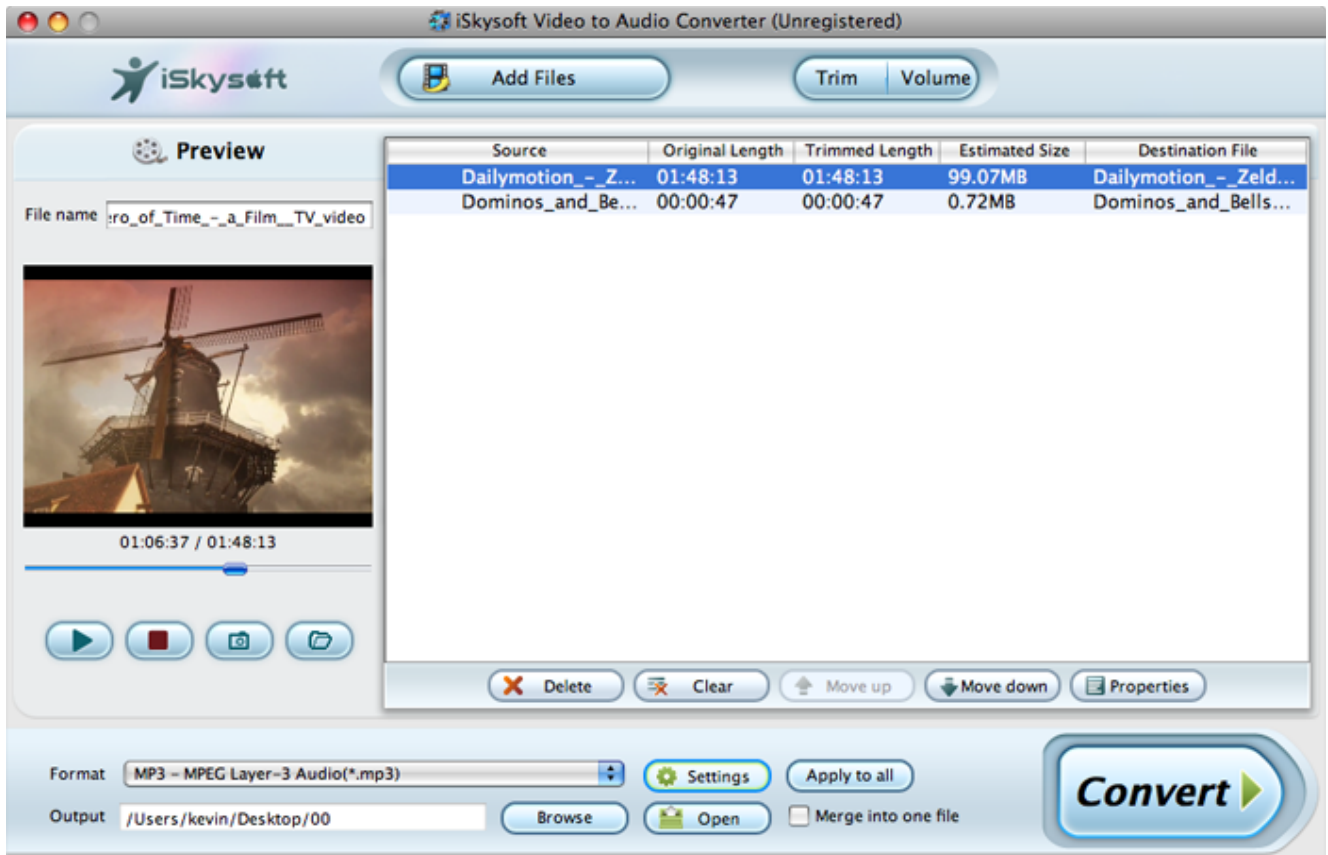 iSkysoft Video to Audio Converter (Unregistered)
iSkysoft
Add Files
Trim
Volume
Preview
Source Original Length Trimmed Length Estimated Size Destination File
Dailymotion_-_Z... 01:48:13 01:48:13 99.07MB Dailymotion_-_Zeld...
Dominos_and_Be... 00:00:47 00:00:47 0.72MB Dominos_and_Bells...
File name ero_of_Time_-_a_Film__TV_video
01:06:37 / 01:48:13
Delete
Clear
Move up
Move down
Properties
Format MP3 - MPEG Layer-3 Audio(*.mp3)
Settings
Apply to all
Output /Users/kevin/Desktop/00
Browse
Open
Merge into one file
Convert